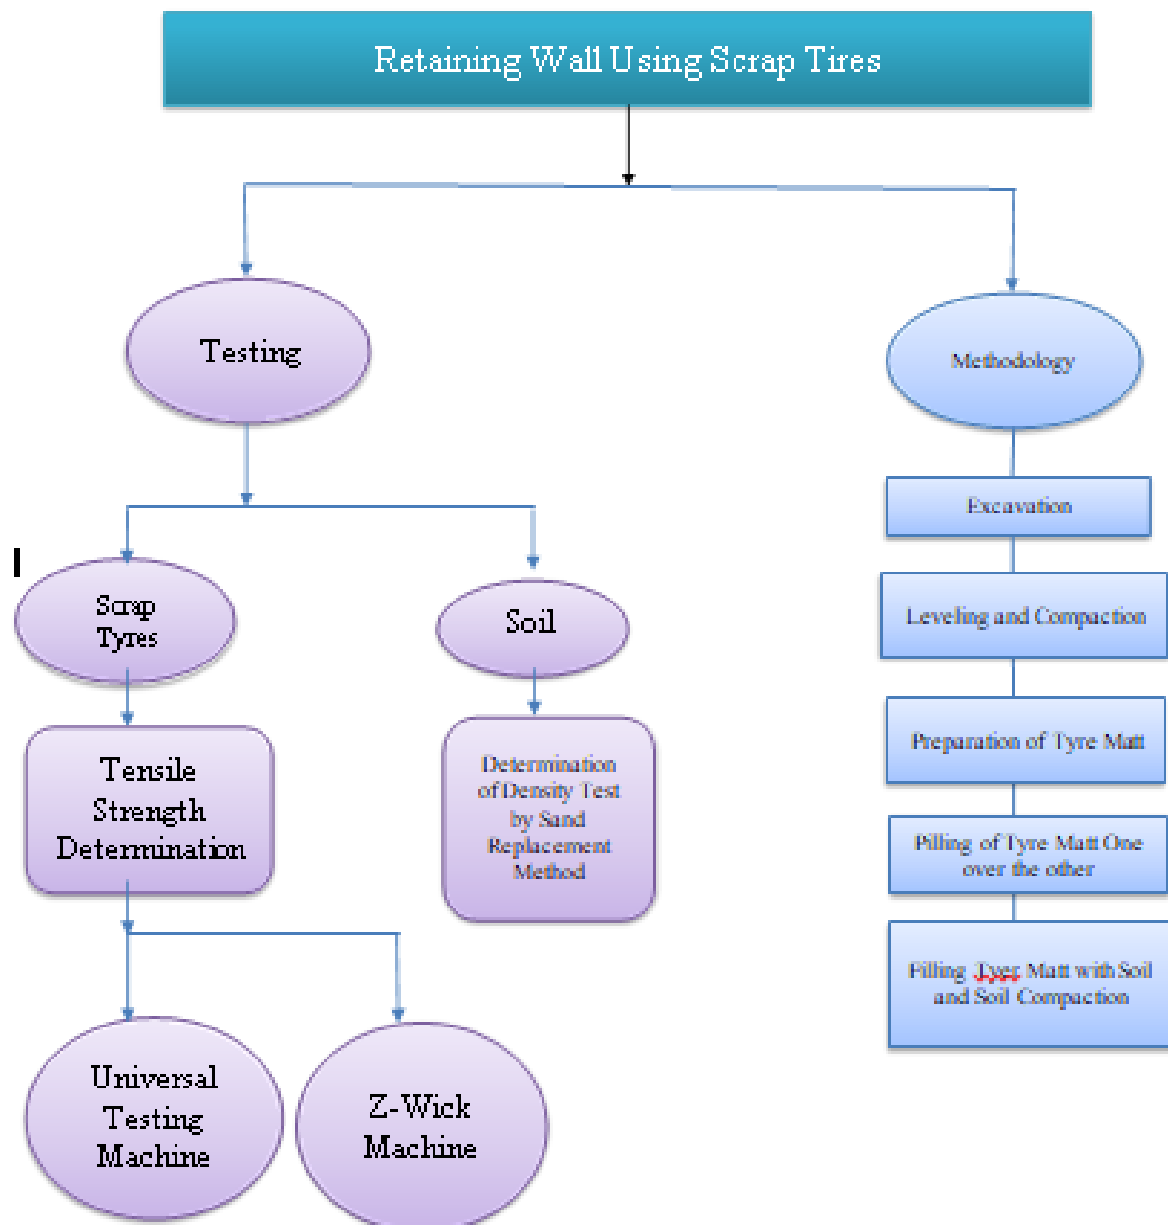 Retaining Wall Using Scrap Tires
Testing
Methodology
Excavation
Scrap
Tyres
Soil
Leveling and Compaction
Tensile
Strength
Determination
Determination
of Density Test
by Sand
Replacement
Method
Preparation of Tyre Matt
Pilling of Tyre Matt One
over the other
Filling Tyer Matt with Soil
and Soil Compaction
Universal
Testing
Machine
Z-Wick
Machine